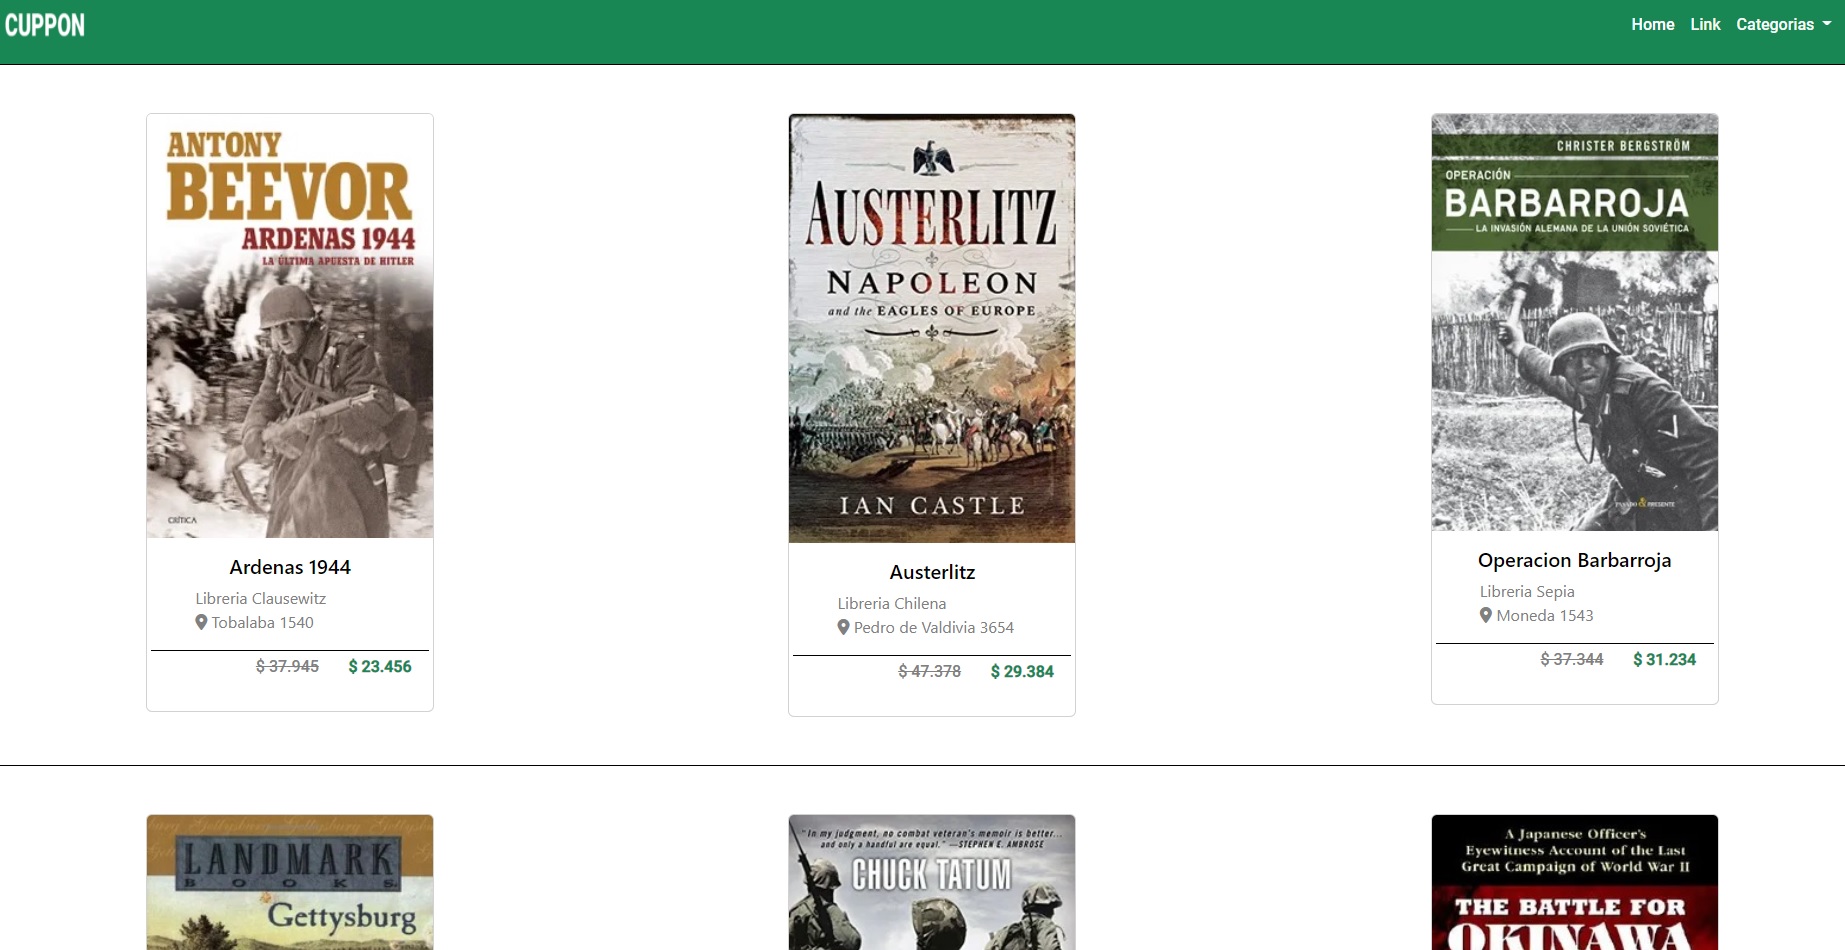 CUPPON
Home Link Categorias
ANTONY
BEEVOR
ARDENAS 1944
LA ÚLTIMA APUESTA DE HITLER
CRÍTICA
Ardenas 1944
Libreria Clausewitz
Tobalaba 1540
$ 37.945 $ 23.456
AUSTERLITZ
NAPOLEON
and the EAGLES OF EUROPE
IAN CASTLE
Austerlitz
Libreria Chilena
Pedro de Valdivia 3654
$ 47.378 $ 29.384
CHRISTER BERGSTRÖM
OPERACIÓN
BARBARROJA
LA INVASIÓN ALEMANA DE LA UNIÓN SOVIÉTICA
PASADO & PRESENTE
Operacion Barbarroja
Libreria Sepia
Moneda 1543
$ 37.344 $ 31.234
LANDMARK
BOOKS
Gettysburg
"In my judgment, no combat veteran's memoir is better...
and only a handful are equal." —STEPHEN E. AMBROSE
CHUCK TATUM
A Japanese Officer's
Eyewitness Account of the Last
Great Campaign of World War II
THE BATTLE FOR
OKINAWA